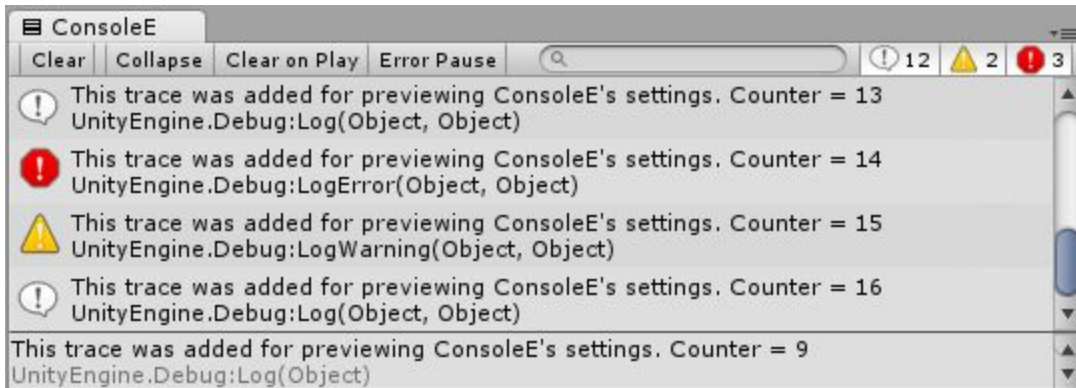 ConsoleE
Clear Collapse Clear on Play Error Pause 12 2 3
This trace was added for previewing ConsoleE's settings. Counter = 13
UnityEngine.Debug:Log(Object, Object)
This trace was added for previewing ConsoleE's settings. Counter = 14
UnityEngine.Debug:LogError(Object, Object)
This trace was added for previewing ConsoleE's settings. Counter = 15
UnityEngine.Debug:LogWarning(Object, Object)
This trace was added for previewing ConsoleE's settings. Counter = 16
UnityEngine.Debug:Log(Object, Object)
This trace was added for previewing ConsoleE's settings. Counter = 9
UnityEngine.Debug:Log(Object)